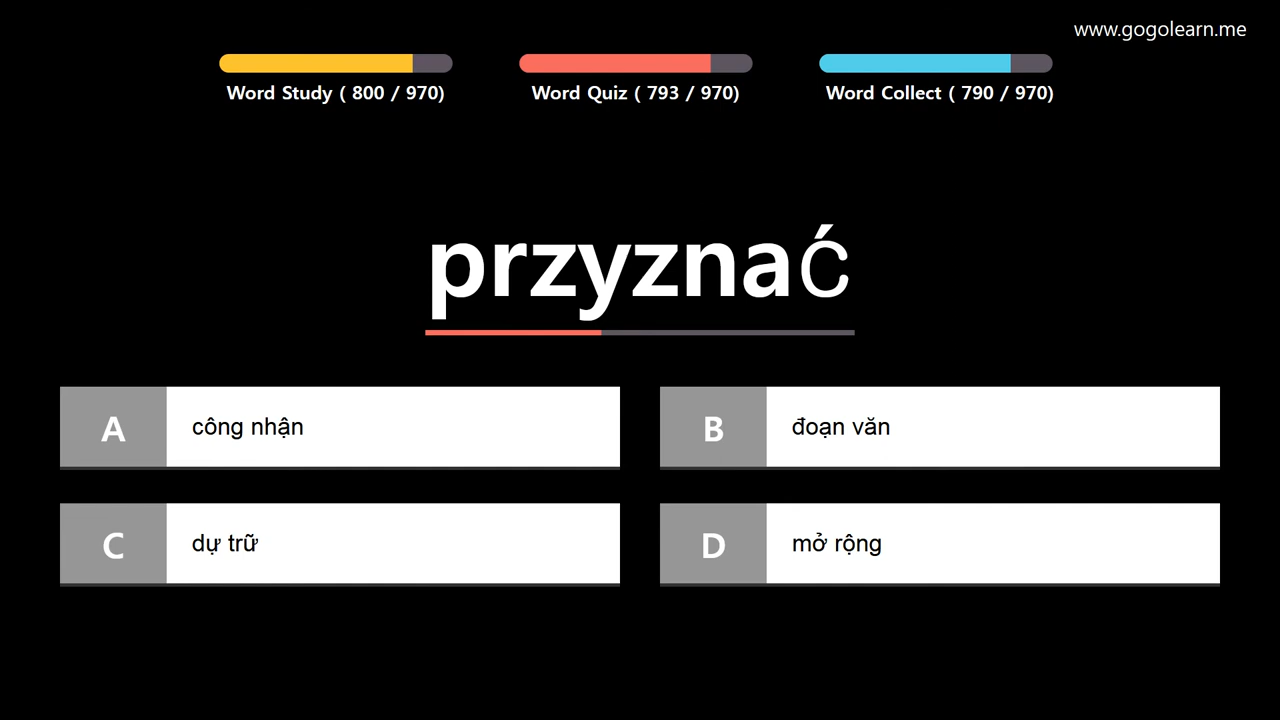 www.gogolearn.me
Word Study ( 800 / 970)
Word Quiz ( 793 / 970)
Word Collect ( 790 / 970)
przyznać
A công nhận
B đoạn văn
C dự trữ
D mở rộng